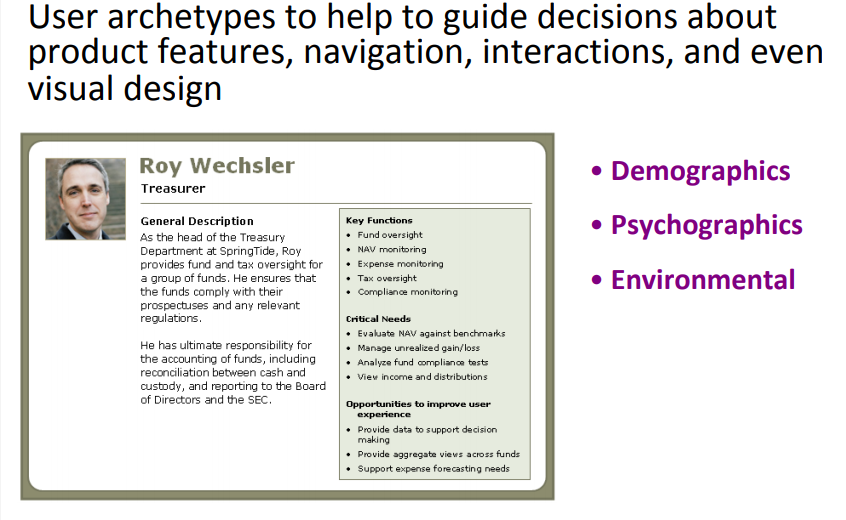 User archetypes to help to guide decisions about
product features, navigation, interactions, and even
visual design
Roy Wechsler
Treasurer
General Description
As the head of the Treasury
Department at SpringTide, Roy
provides fund and tax oversight for
a group of funds. He ensures that
the funds comply with their
prospectuses and any relevant
regulations.
He has ultimate responsibility for
the accounting of funds, including
reconciliation between cash and
custody, and reporting to the Board
of Directors and the SEC.
Key Functions
• Fund oversight
• NAV monitoring
• Expense monitoring
• Tax oversight
• Compliance monitoring
Critical Needs
• Evaluate NAV against benchmarks
• Manage unrealized gain/loss
• Analyze fund compliance tests
• View income and distributions
Opportunities to improve user
experience
• Provide data to support decision
making
• Provide aggregate views across funds
• Support expense forecasting needs
• Demographics
• Psychographics
• Environmental